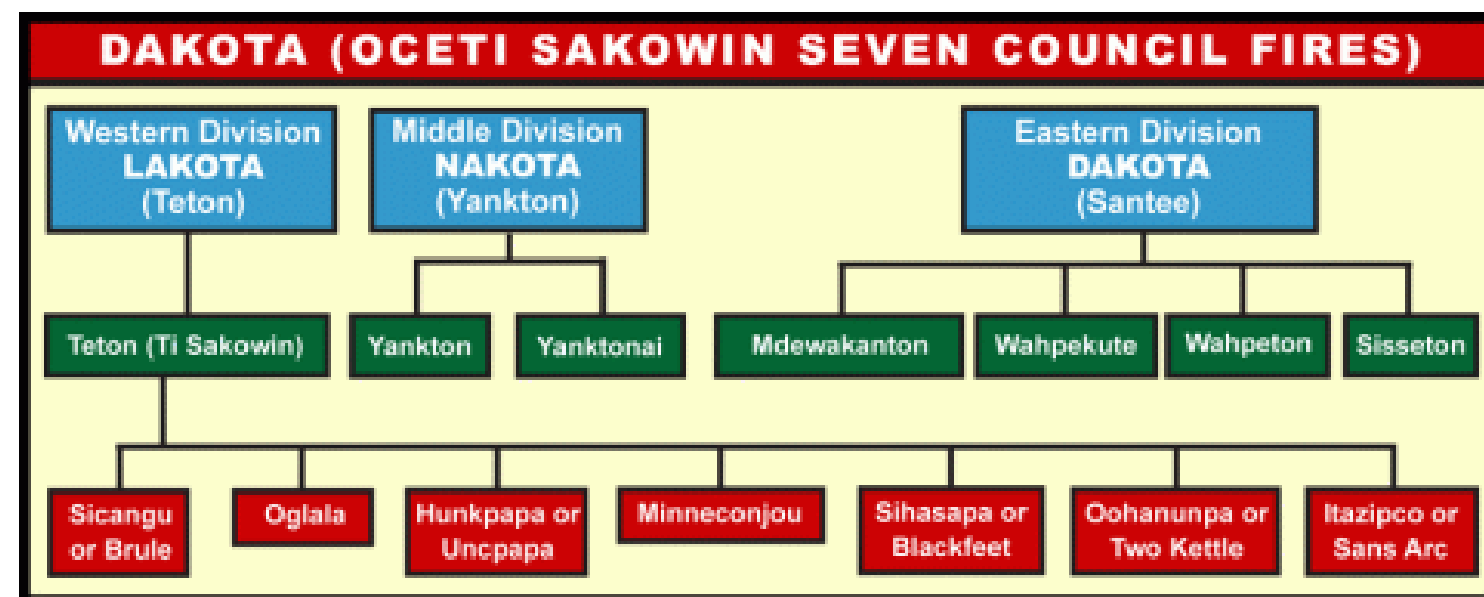 DAKOTA (OCETI SAKOWIN SEVEN COUNCIL FIRES)
Western Division
LAKOTA
(Teton)
Middle Division
NAKOTA
(Yankton)
Eastern Division
DAKOTA
(Santee)
Teton (Ti Sakowin)
Yankton
Yanktonai
Mdewakanton
Wahpekute
Wahpeton
Sisseton
Sicangu
or Brule
Oglala
Hunkpapa or
Uncpapa
Minneconjou
Sihasapa or
Blackfeet
Oohanunpa or
Two Kettle
Itazipco or
Sans Arc